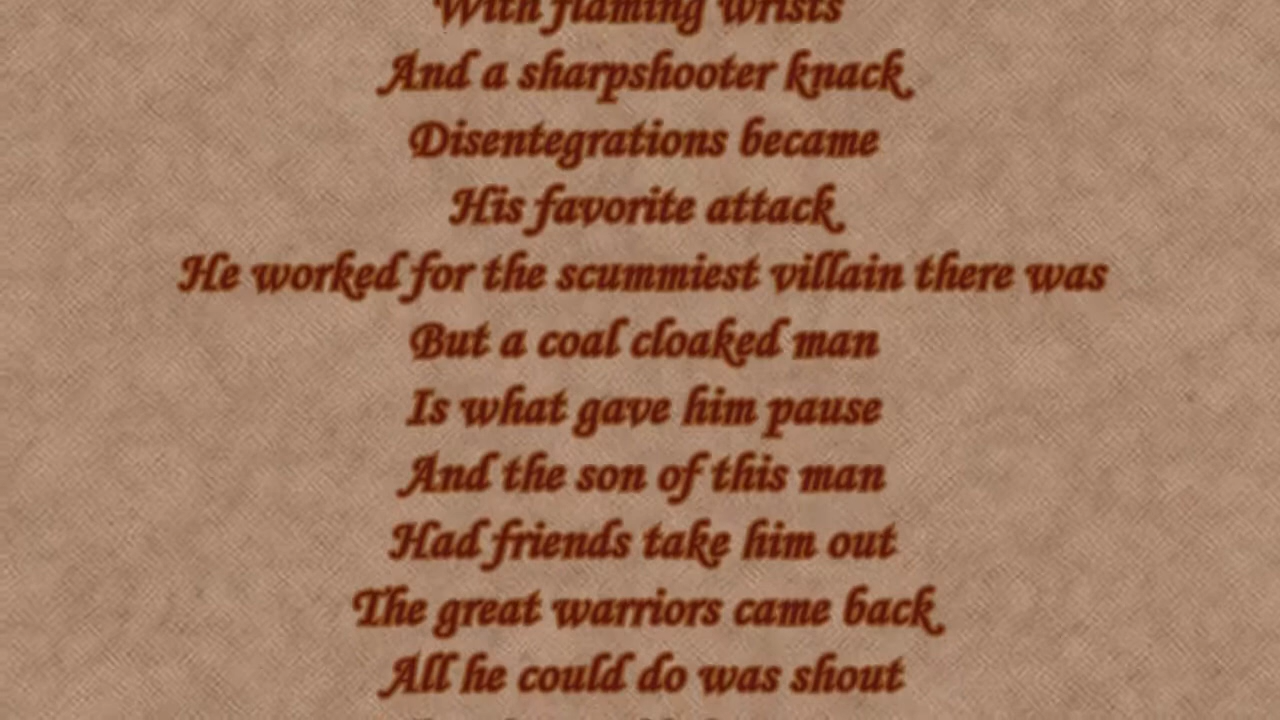 With flaming wrists
And a sharpshooter knack
Disentegrations became
His favorite attack
He worked for the scummiest villain there was
But a coal cloaked man
Is what gave him pause
And the son of this man
Had friends take him out
The great warriors came back
All he could do was shout